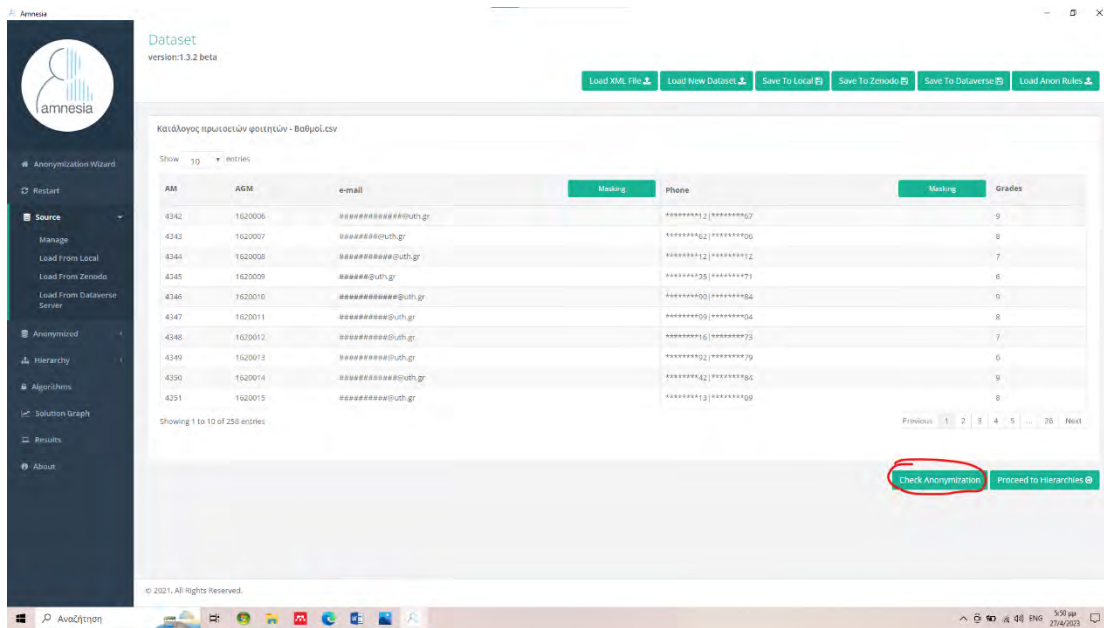 Amnesia
amnesia
Anonymization Wizard
Restart
Source
Manage
Load From Local
Load From Zenodo
Load From Dataverse Server
Anonymized
Hierarchy
Algorithms
Solution Graph
Results
About
Dataset
version:1.3.2 beta
Load XML File
Load New Dataset
Save To Local
Save To Zenodo
Save To Dataverse
Load Anon Rules
Κατάλογος πρωτοετών φοιτητών - Βαθμοί.csv
Show 10 entries
AM AGM e-mail Masking Phone Masking Grades
4342 1620006 #############@uth.gr ********12|********67 9
4343 1620007 ########@uth.gr ********62|********06 8
4344 1620008 ###########@uth.gr ********12|********12 7
4345 1620009 ######@uth.gr ********35|********71 6
4346 1620010 ############@uth.gr ********90|********84 9
4347 1620011 ##########@uth.gr ********09|********04 8
4348 1620012 ##########@uth.gr ********16|********73 7
4349 1620013 ##########@uth.gr ********92|********79 6
4350 1620014 ############@uth.gr ********42|********84 9
4351 1620015 ##########@uth.gr ********13|********09 8
Showing 1 to 10 of 256 entries
Previous 1 2 3 4 5 ... 26 Next
Check Anonymization
Proceed to Hierarchies
© 2021, All Rights Reserved.
Αναζήτηση
ENG
5:50 μμ
27/4/2023